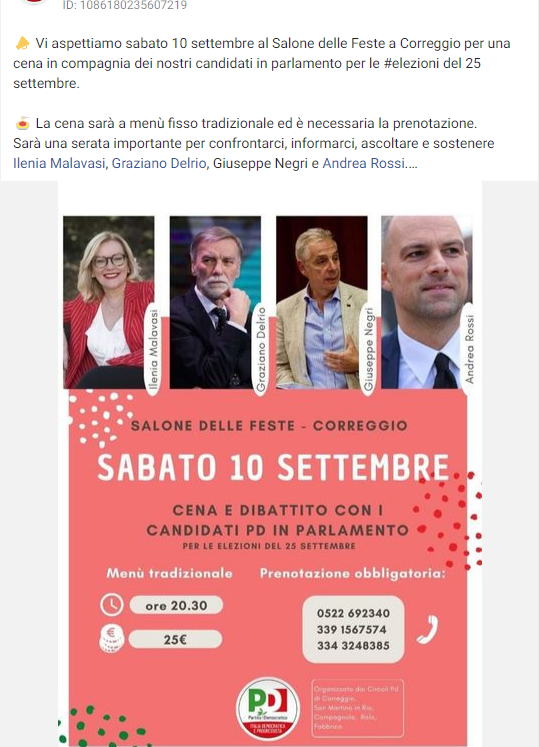 ID: 1086180235607219
📣 Vi aspettiamo sabato 10 settembre al Salone delle Feste a Correggio per una
cena in compagnia dei nostri candidati in parlamento per le #elezioni del 25
settembre.
🍝 La cena sarà a menù fisso tradizionale ed è necessaria la prenotazione.
Sarà una serata importante per confrontarci, informarci, ascoltare e sostenere
Ilenia Malavasi, Graziano Delrio, Giuseppe Negri e Andrea Rossi....
Ilenia Malavasi
Graziano Delrio
Giuseppe Negri
Andrea Rossi
SALONE DELLE FESTE - CORREGGIO
SABATO 10 SETTEMBRE
CENA E DIBATTITO CON I
CANDIDATI PD IN PARLAMENTO
PER LE ELEZIONI DEL 25 SETTEMBRE
Menù tradizionale
ore 20.30
€
25€
Prenotazione obbligatoria:
0522 692340
339 1567574
334 3248385
PD
Partito Democratico
ITALIA DEMOCRATICA
E PROGRESSISTA
Organizzato dai Circoli Pd
di Correggio,
San Martino in Rio,
Campagnola, Rolo,
Fabbrico